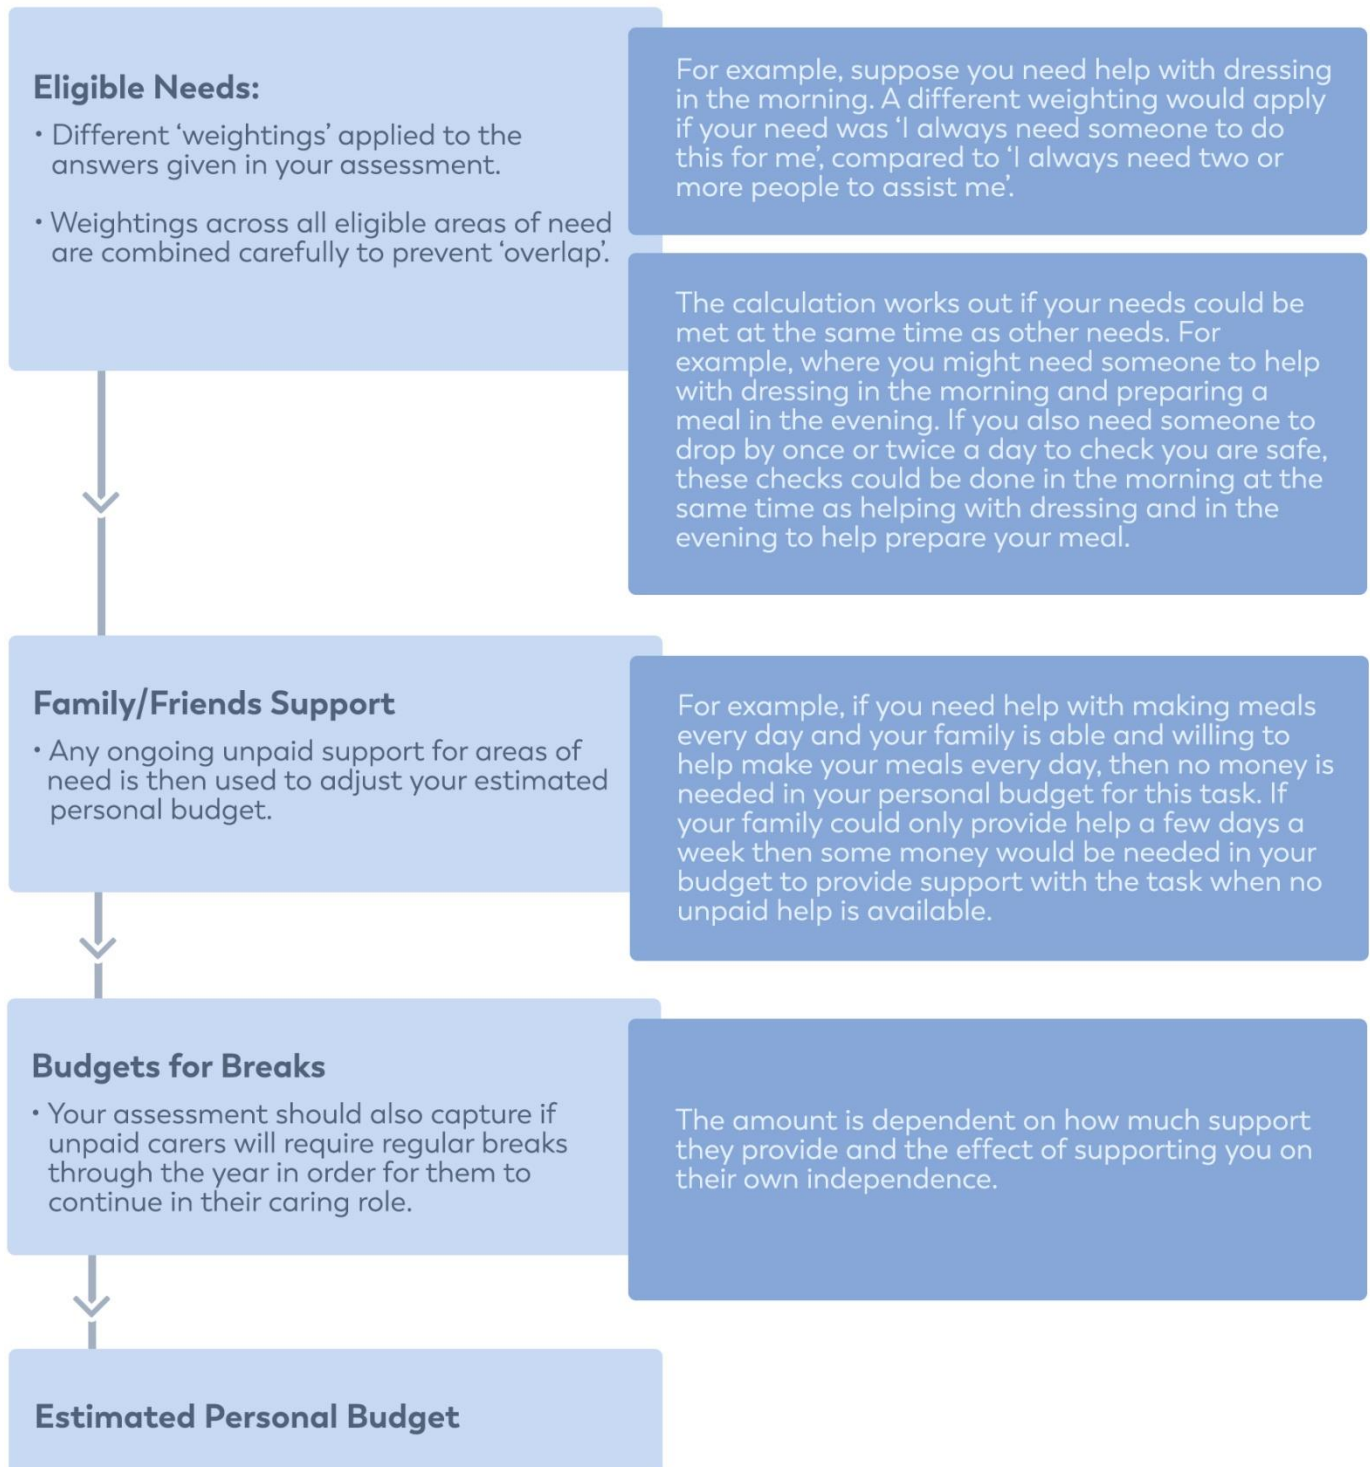 Eligible Needs:
• Different ‘weightings’ applied to the
answers given in your assessment.
• Weightings across all eligible areas of need
are combined carefully to prevent ‘overlap’.
For example, suppose you need help with dressing
in the morning. A different weighting would apply
if your need was ‘I always need someone to do
this for me’, compared to ‘I always need two or
more people to assist me’.
The calculation works out if your needs could be
met at the same time as other needs. For
example, where you might need someone to help
with dressing in the morning and preparing a
meal in the evening. If you also need someone to
drop by once or twice a day to check you are safe,
these checks could be done in the morning at the
same time as helping with dressing and in the
evening to help prepare your meal.
Family/Friends Support
• Any ongoing unpaid support for areas of
need is then used to adjust your estimated
personal budget.
For example, if you need help with making meals
every day and your family is able and willing to
help make your meals every day, then no money is
needed in your personal budget for this task. If
your family could only provide help a few days a
week then some money would be needed in your
budget to provide support with the task when no
unpaid help is available.
Budgets for Breaks
• Your assessment should also capture if
unpaid carers will require regular breaks
through the year in order for them to
continue in their caring role.
The amount is dependent on how much support
they provide and the effect of supporting you on
their own independence.
Estimated Personal Budget